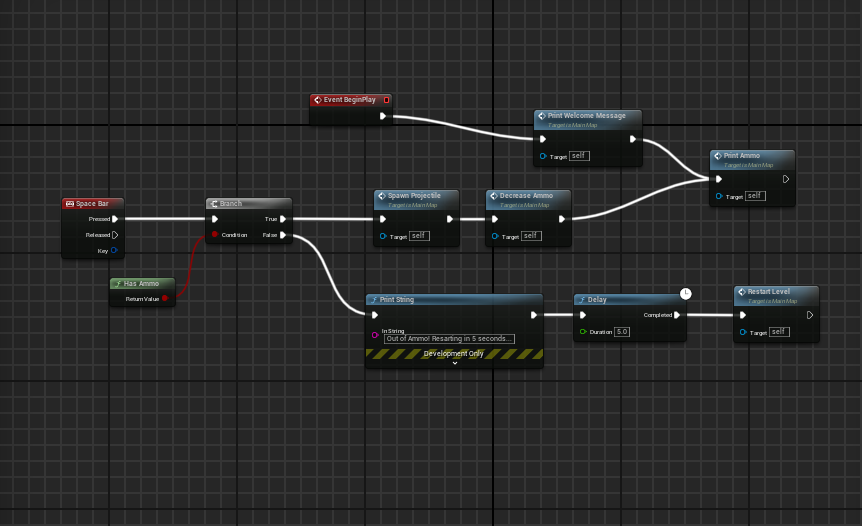 Event BeginPlay
Print Welcome Message
Target is Main Map
Target self
Print Ammo
Target is Main Map
Target self
Space Bar
Pressed
Released
Key
Branch
True
Condition False
Spawn Projectile
Target is Main Map
Target self
Decrease Ammo
Target is Main Map
Target self
Has Ammo
Return Value
Print String
In String
Out of Ammo! Resarting in 5 seconds...
Development Only
Delay
Completed
Duration 5.0
Restart Level
Target is Main Map
Target self